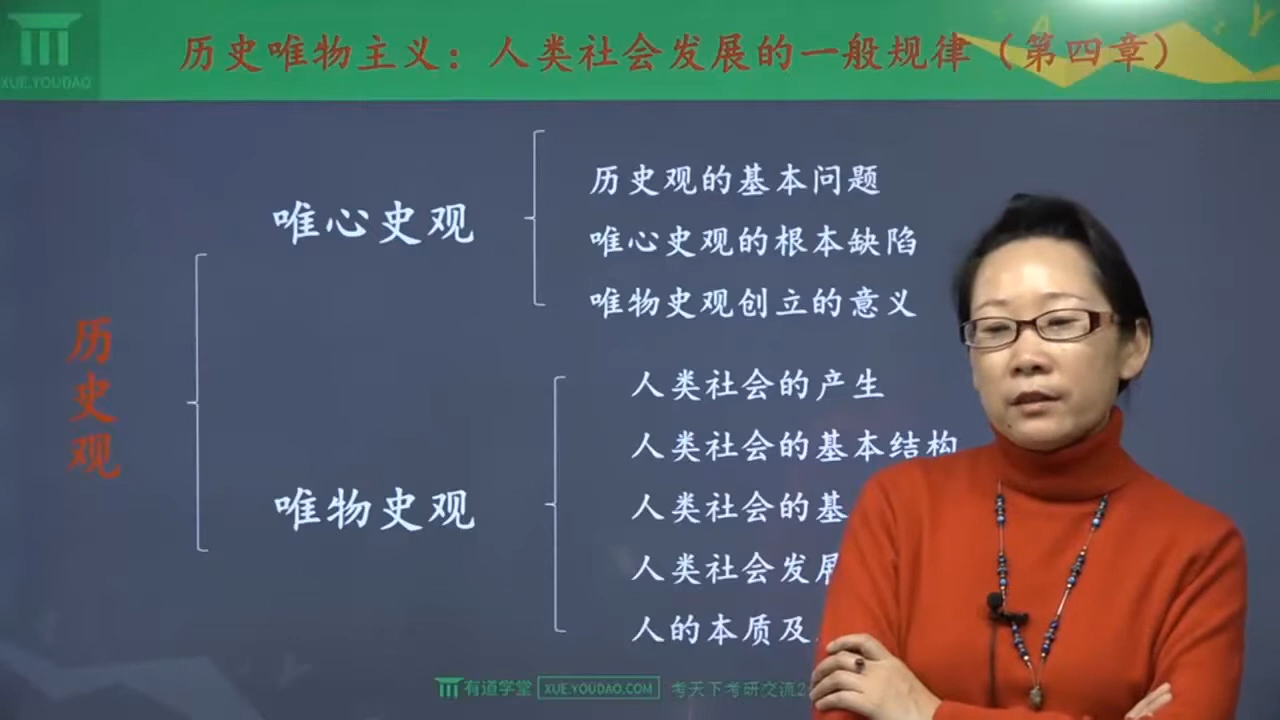 XUE.YOUDAO
历史唯物主义：人类社会发展的一般规律（第四章）
历史观
唯心史观
历史观的基本问题
唯心史观的根本缺陷
唯物史观创立的意义
唯物史观
人类社会的产生
人类社会的基本结构
人类社会的基
人类社会发展
人的本质及
有道学堂 XUE.YOUDAO.COM 考天下考研交流2